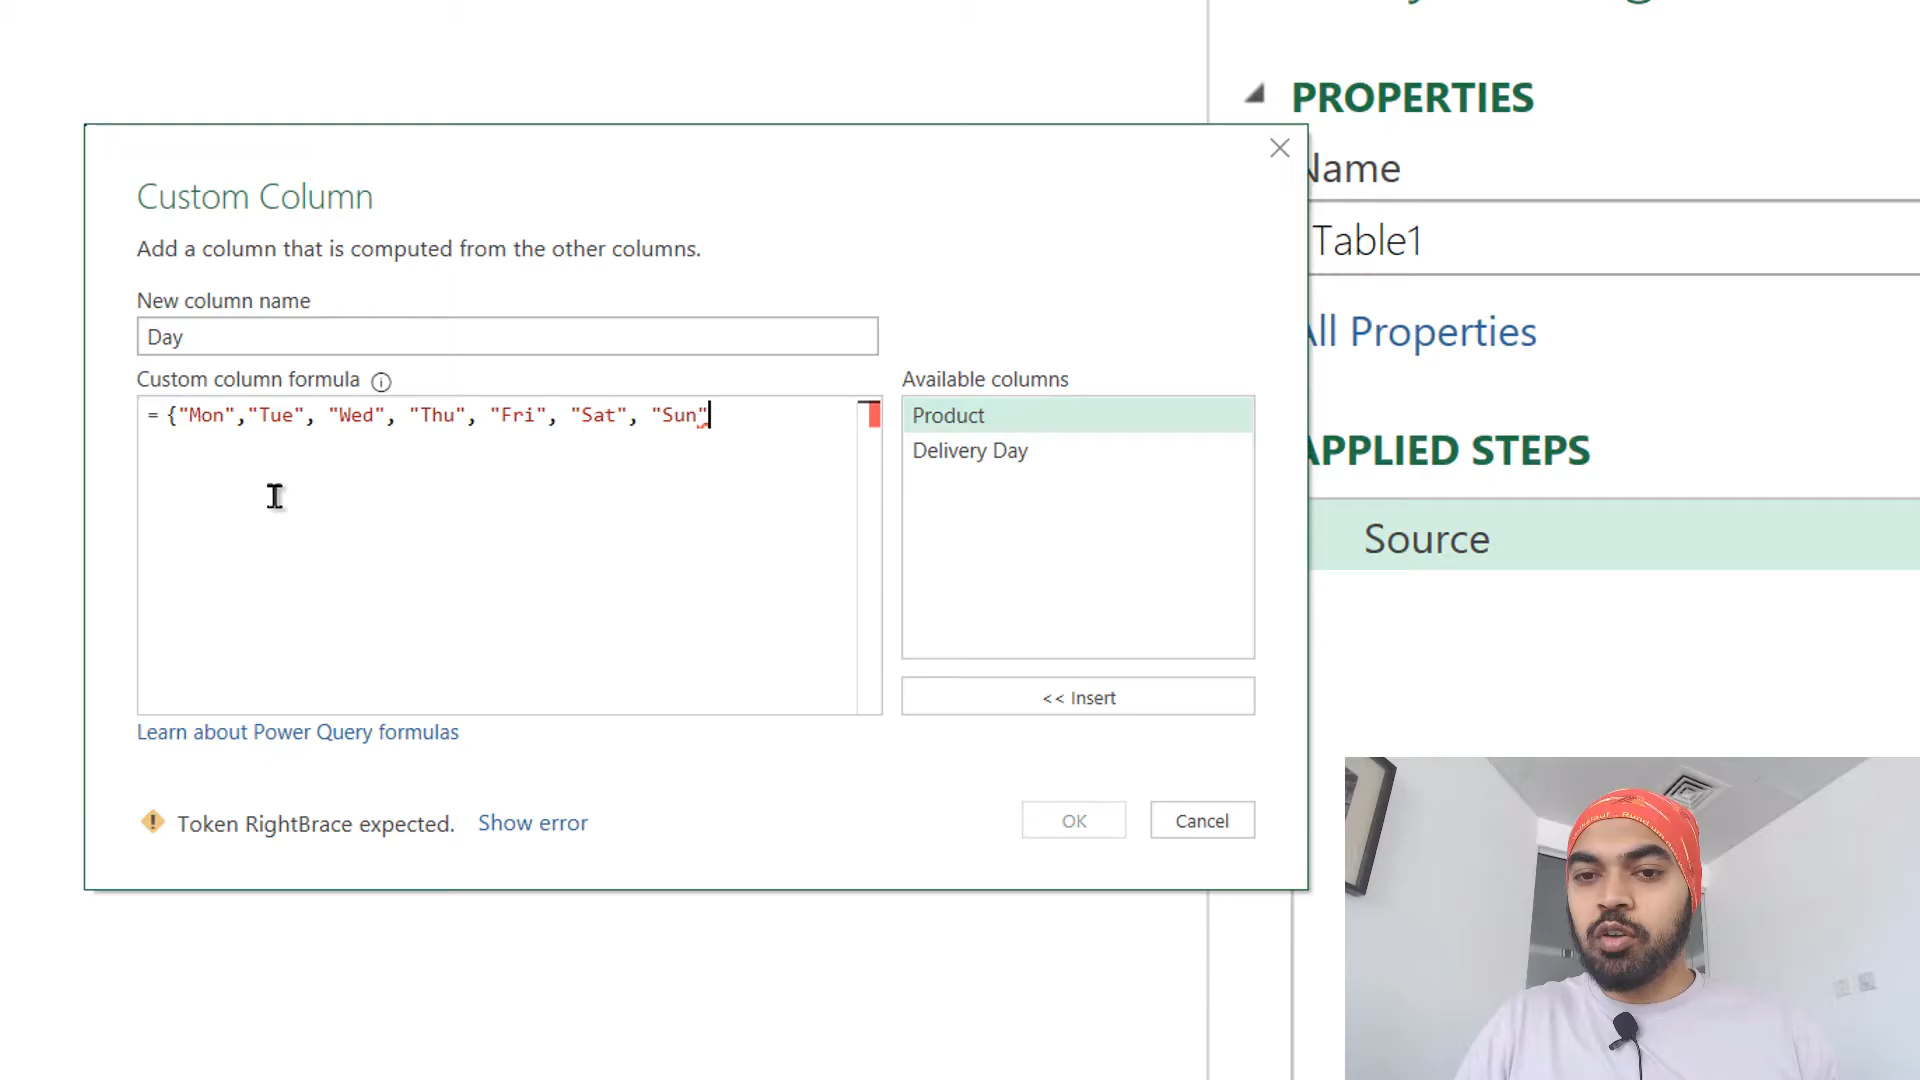 PROPERTIES
Name
Table1
All Properties
APPLIED STEPS
Source
Custom Column
Add a column that is computed from the other columns.
New column name
Day
Custom column formula
Available columns
= {"Mon","Tue", "Wed", "Thu", "Fri", "Sat", "Sun"
Product
Delivery Day
<< Insert
Learn about Power Query formulas
Token RightBrace expected. Show error
OK
Cancel